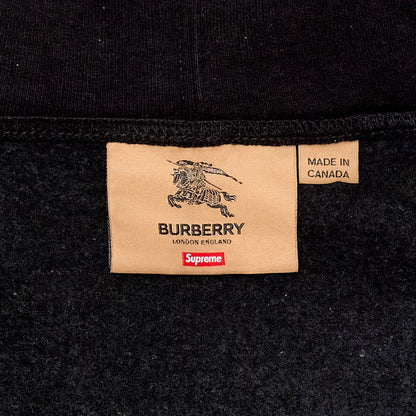 BURBERRY
LONDON ENGLAND
Supreme
MADE IN
CANADA